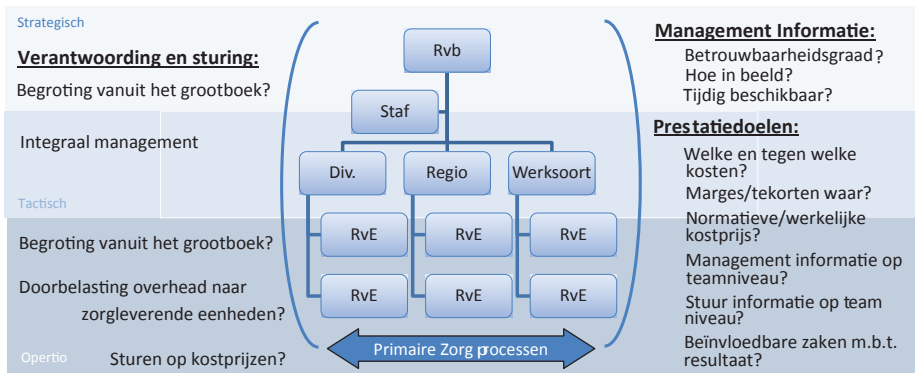 Strategisch
Verantwoording en sturing:
Begroting vanuit het grootboek?
Integraal management
Tactisch
Begroting vanuit het grootboek?
Doorbelasting overhead naar
zorgleverende eenheden?
Opertio
Sturen op kostprijzen?
Rvb
Staf
Div.
Regio
Werksoort
RvE
RvE
RvE
RvE
RvE
RvE
Primaire Zorg processen
Management Informatie:
Betrouwbaarheidsgraad?
Hoe in beeld?
Tijdig beschikbaar?
Prestatiedoelen:
Welke en tegen welke
kosten?
Marges/tekorten waar?
Normatieve/werkelijke
kostprijs?
Management informatie op
teamniveau?
Stuur informatie op team
niveau?
Beïnvloedbare zaken m.b.t.
resultaat?